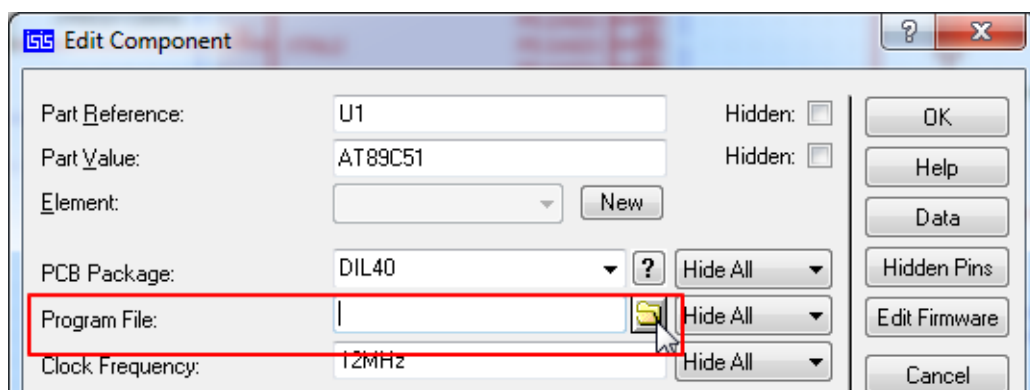 isis Edit Component ?
Part Reference: U1 Hidden: OK
Part Value: AT89C51 Hidden: Help
Element: New Data
PCB Package: DIL40 ? Hide All Hidden Pins
Program File: Hide All Edit Firmware
Clock Frequency: 12MHz Hide All Cancel